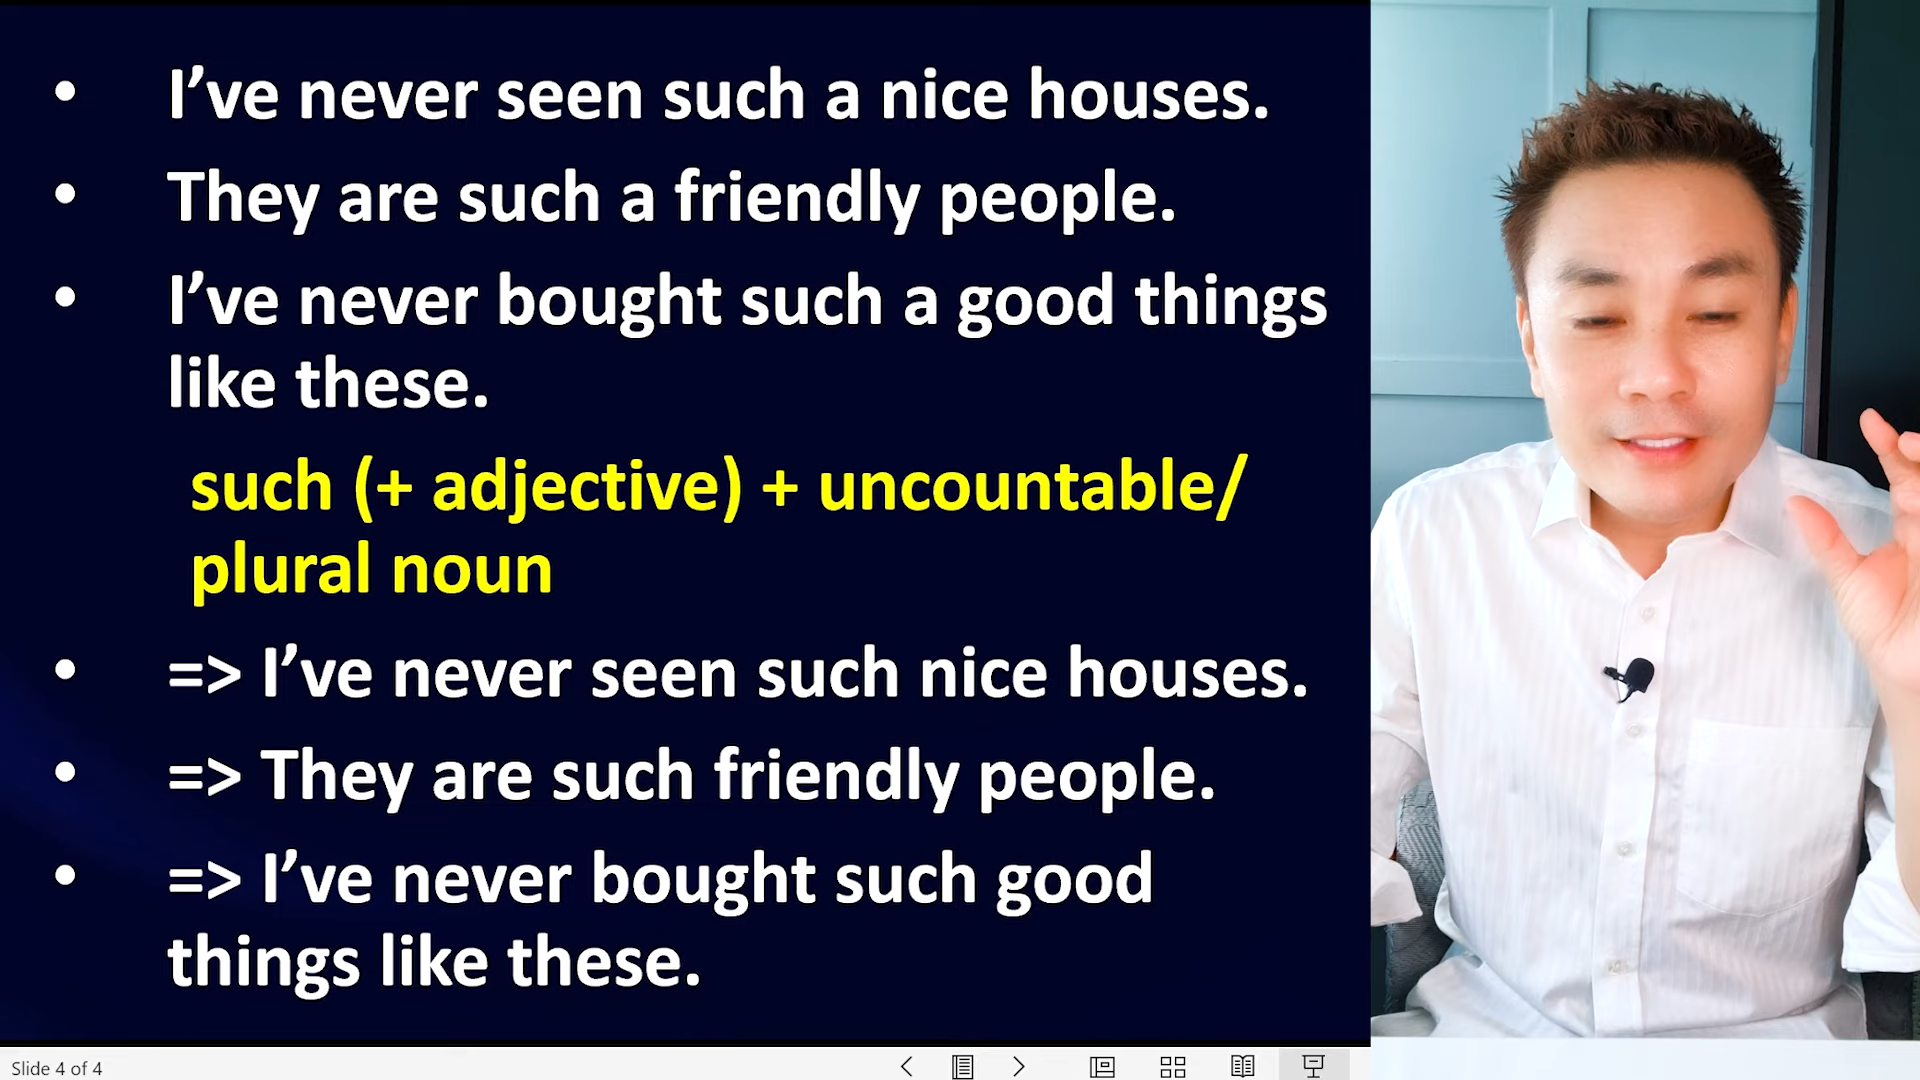 • I’ve never seen such a nice houses.
• They are such a friendly people.
• I’ve never bought such a good things
like these.
such (+ adjective) + uncountable/
plural noun
• => I’ve never seen such nice houses.
• => They are such friendly people.
• => I’ve never bought such good
things like these.
Slide 4 of 4